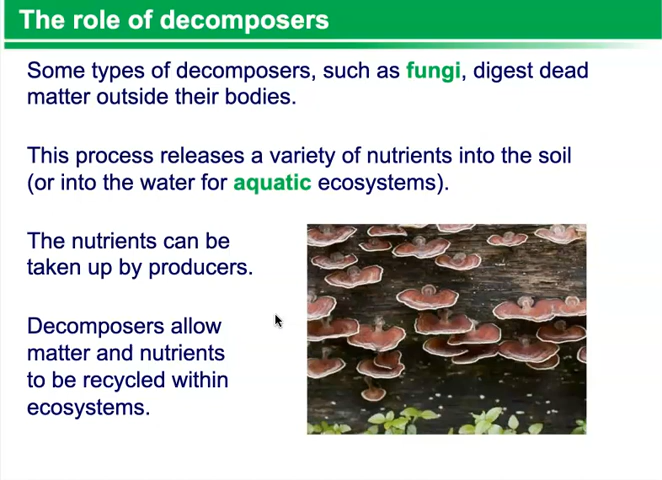 The role of decomposers
Some types of decomposers, such as fungi, digest dead
matter outside their bodies.
This process releases a variety of nutrients into the soil
(or into the water for aquatic ecosystems).
The nutrients can be
taken up by producers.
Decomposers allow
matter and nutrients
to be recycled within
ecosystems.